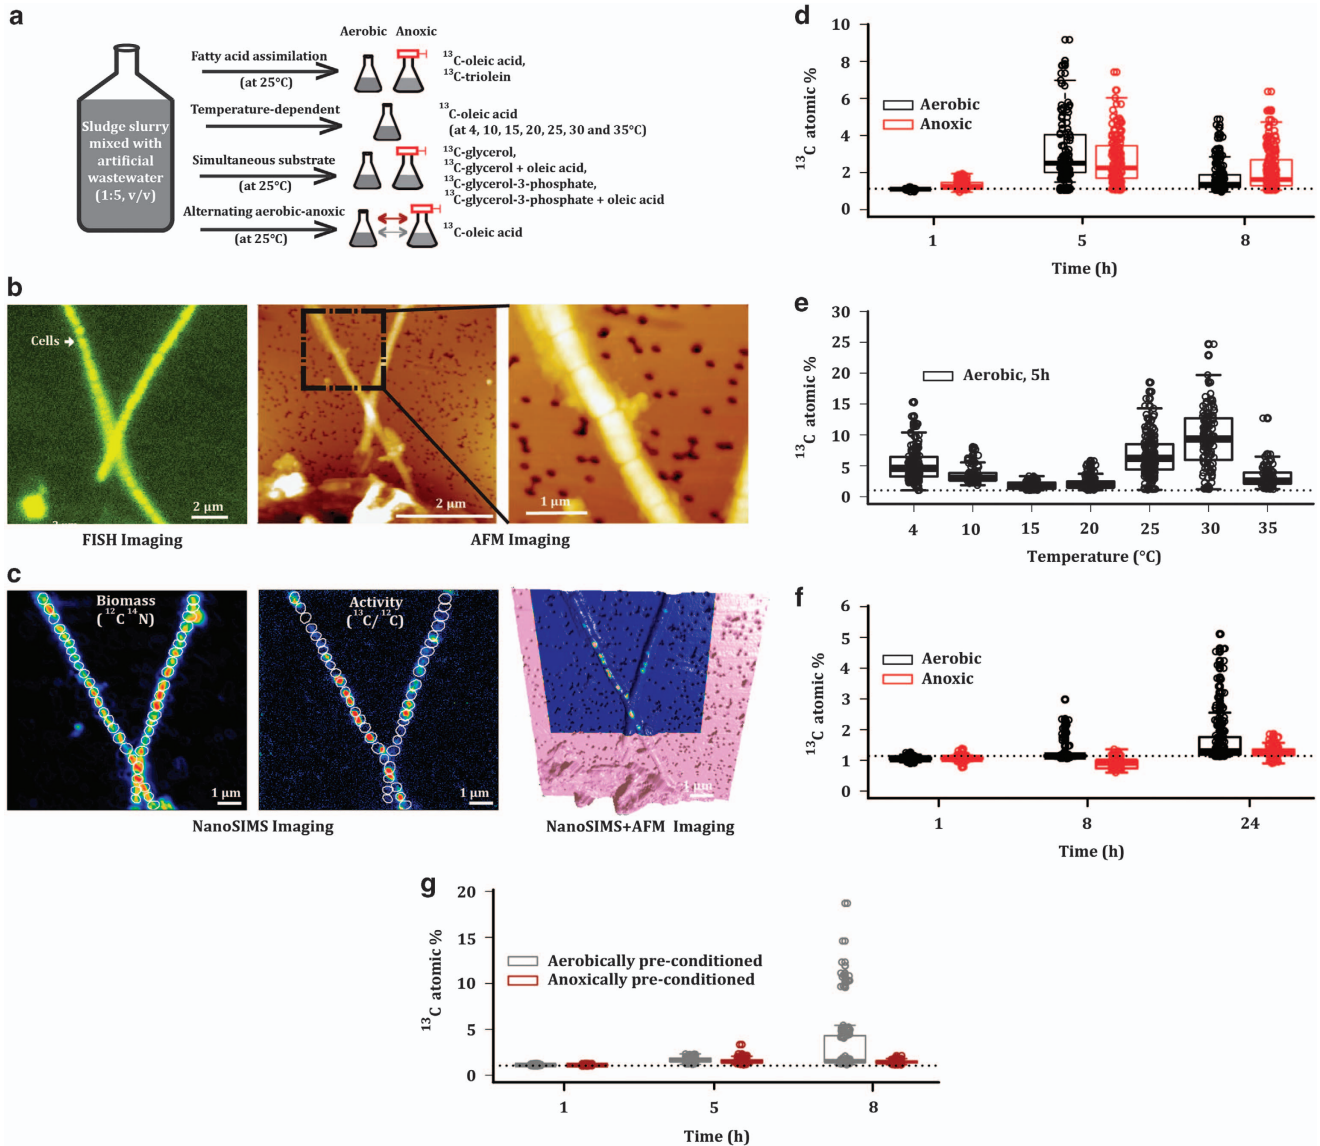 a
Aerobic Anoxic
Sludge slurry
mixed with
artificial
wastewater
(1:5, v/v)
Fatty acid assimilation
(at 25°C)
13C-oleic acid,
13C-triolein
Temperature-dependent
13C-oleic acid
(at 4, 10, 15, 20, 25, 30 and 35°C)
Simultaneous substrate
(at 25°C)
13C-glycerol,
13C-glycerol + oleic acid,
13C-glycerol-3-phosphate,
13C-glycerol-3-phosphate + oleic acid
Alternating aerobic-anoxic
(at 25°C)
13C-oleic acid
b
Cells
2 µm
2 µm
1 µm
FISH Imaging
AFM Imaging
c
Biomass
(12C14N)
Activity
(13C/12C)
1 µm
1 µm
1 µm
NanoSIMS Imaging
NanoSIMS+AFM Imaging
d
13C atomic %
10
8
6
4
2
0
Aerobic
Anoxic
1 5 8
Time (h)
e
13C atomic %
30
25
20
15
10
5
0
Aerobic, 5h
4 10 15 20 25 30 35
Temperature (°C)
f
13C atomic %
6
5
4
3
2
1
0
Aerobic
Anoxic
1 8 24
Time (h)
g
13C atomic %
20
15
10
5
0
Aerobically pre-conditioned
Anoxically pre-conditioned
1 5 8
Time (h)